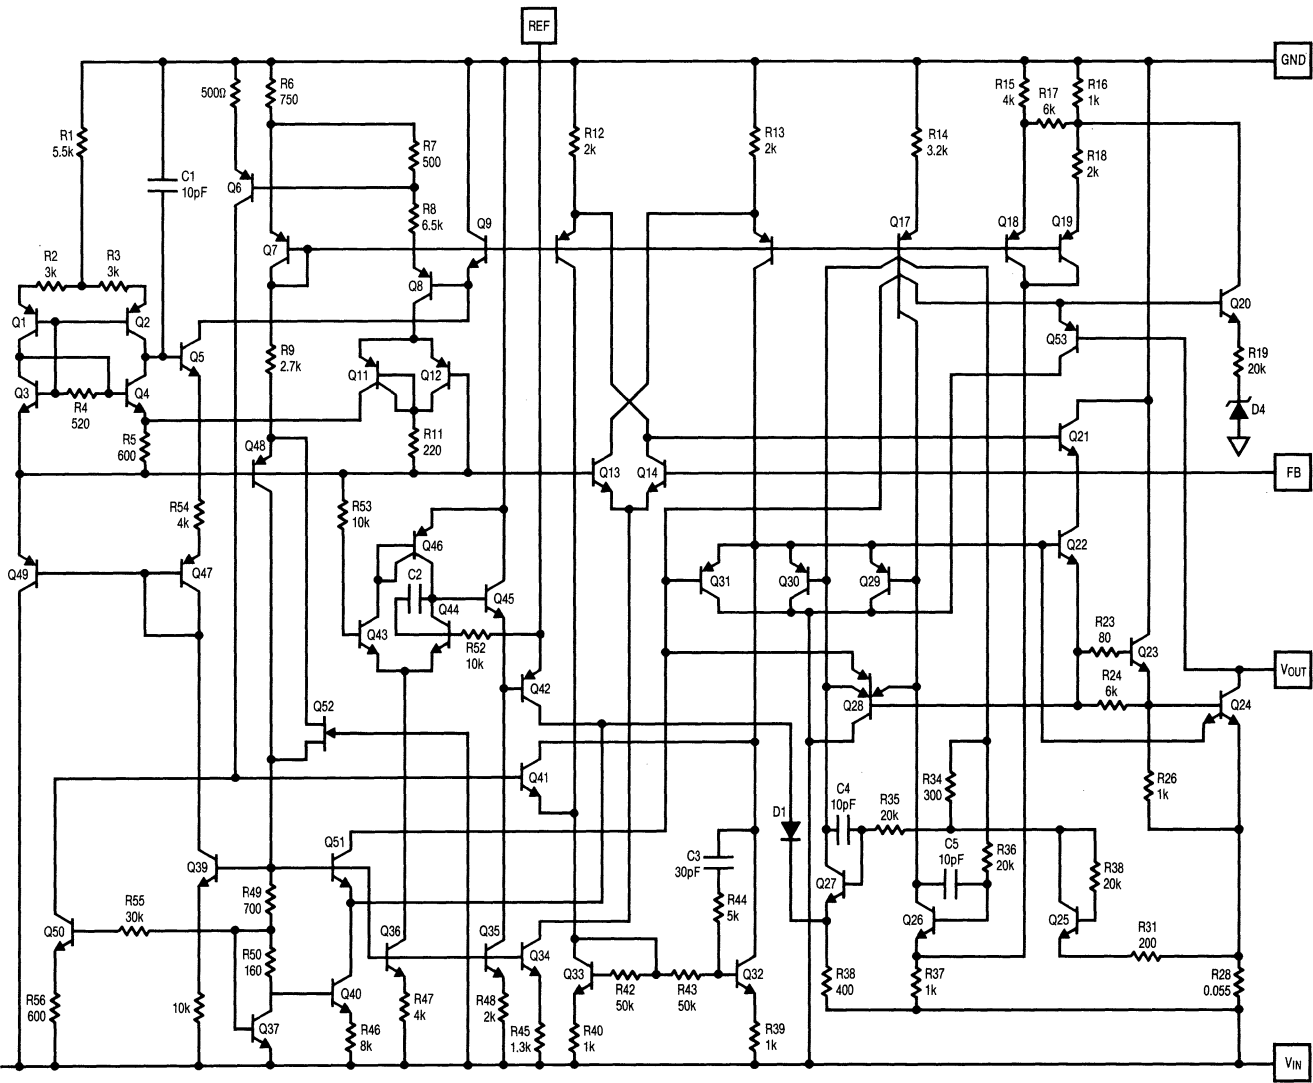 REF
GND
500Ω
R6
750
R12
2k
R13
2k
R14
3.2k
R15
4k
R17
6k
R16
1k
R1
5.5k
R7
500
R18
2k
C1
10pF
Q6
R8
6.5k
Q9
Q7
Q17
Q18
Q19
R2
3k
R3
3k
Q8
Q1
Q2
Q20
Q5
R9
2.7k
Q53
R19
20k
Q11
Q12
Q3
R4
520
Q4
D4
R5
600
R11
220
Q48
Q21
Q13
Q14
FB
R54
4k
R53
10k
Q46
Q22
Q49
Q47
C2
Q31
Q30
Q29
Q44
Q45
Q43
R52
10k
R23
80
Q23
Q42
R24
6k
VOUT
Q28
Q24
Q52
Q41
R34
300
R26
1k
C4
10pF
R35
20k
D1
Q51
C3
30pF
C5
10pF
R36
20k
R38
20k
Q39
R49
700
Q27
R44
5k
R55
30k
Q50
Q26
Q25
Q36
Q35
Q34
R31
200
R50
160
Q33
R42
50k
R43
50k
Q32
R38
400
R37
1k
R28
0.055
R56
600
10k
Q40
R47
4k
R48
2k
Q37
R46
8k
R45
1.3k
R40
1k
R39
1k
VIN